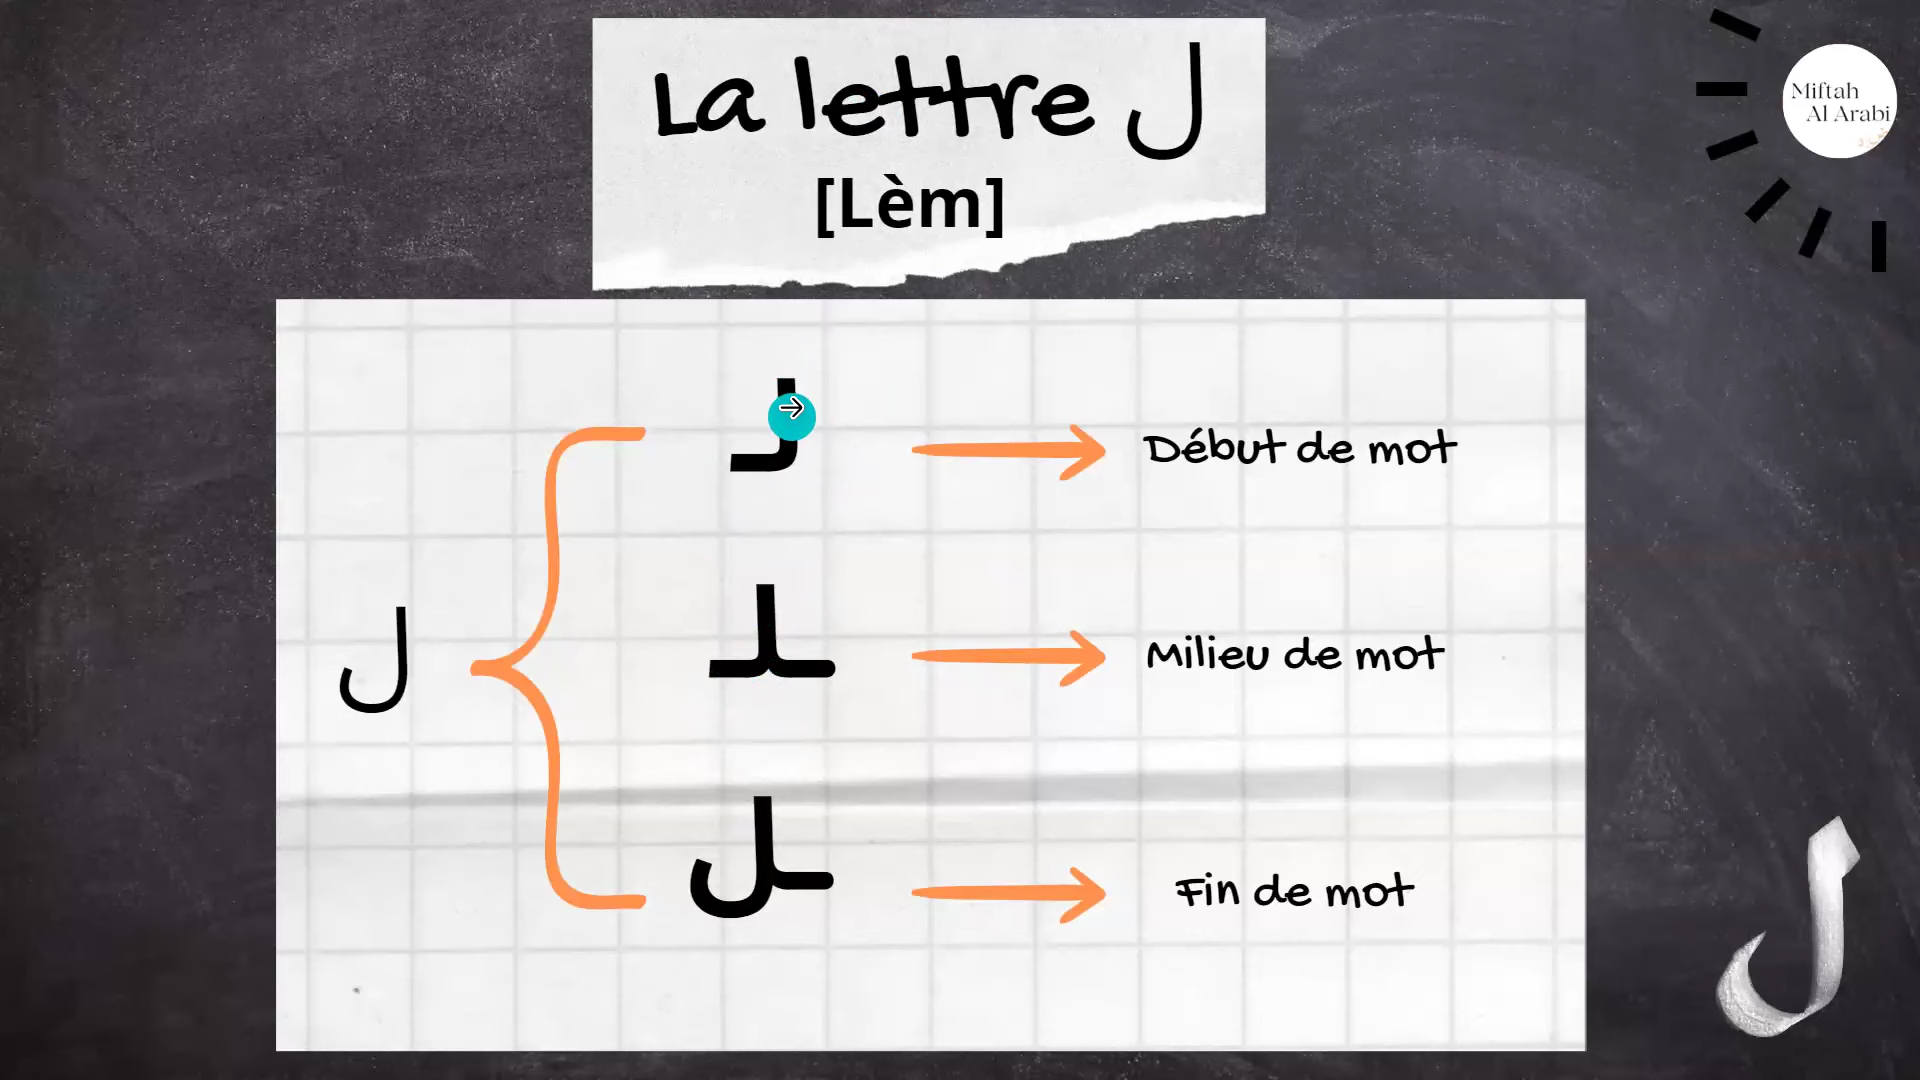 La lettre ل
[Lèm]
Miftah
Al Arabi
ل
لـ
Début de mot
ـلـ
Milieu de mot
ـل
Fin de mot
ل